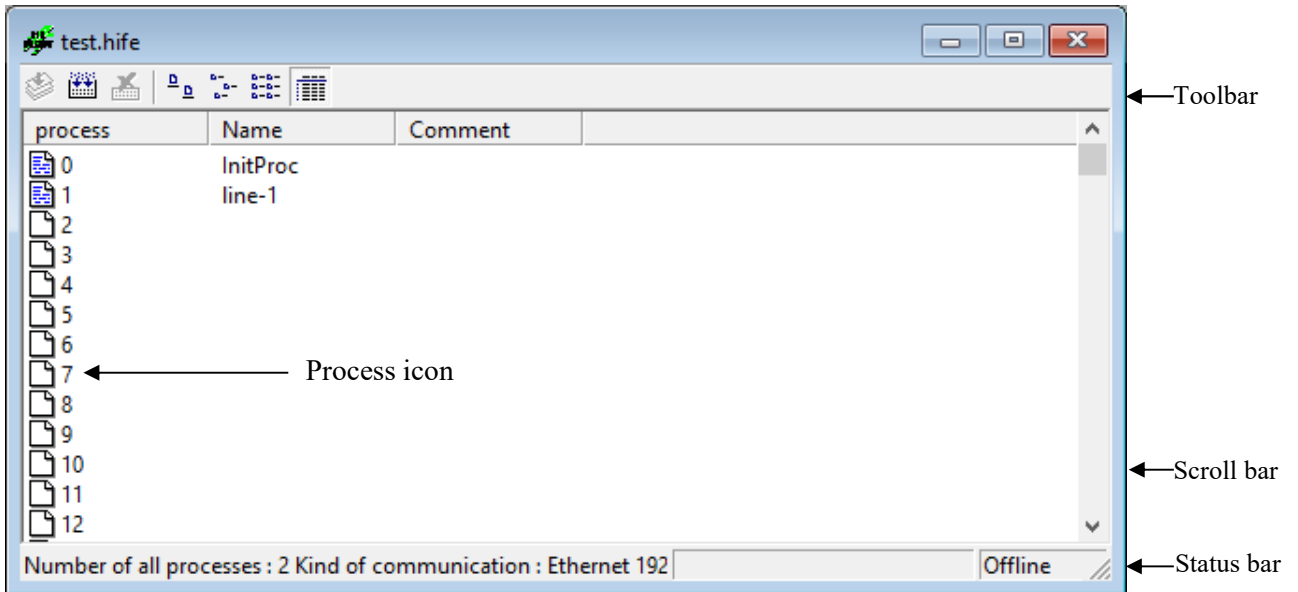 test.hife
Toolbar
process Name Comment
0 InitProc
1 line-1
2
3
4
5
6
7 Process icon
8
9
10
Scroll bar
11
12
Number of all processes : 2 Kind of communication : Ethernet 192 Offline Status bar